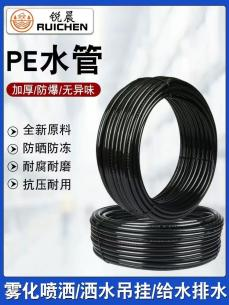 锐晨
RUICHEN
PE水管
加厚/防爆/无异味
全新原料
防晒防冻
耐腐耐磨
抗压耐用
雾化喷洒/洒水吊挂/给水排水